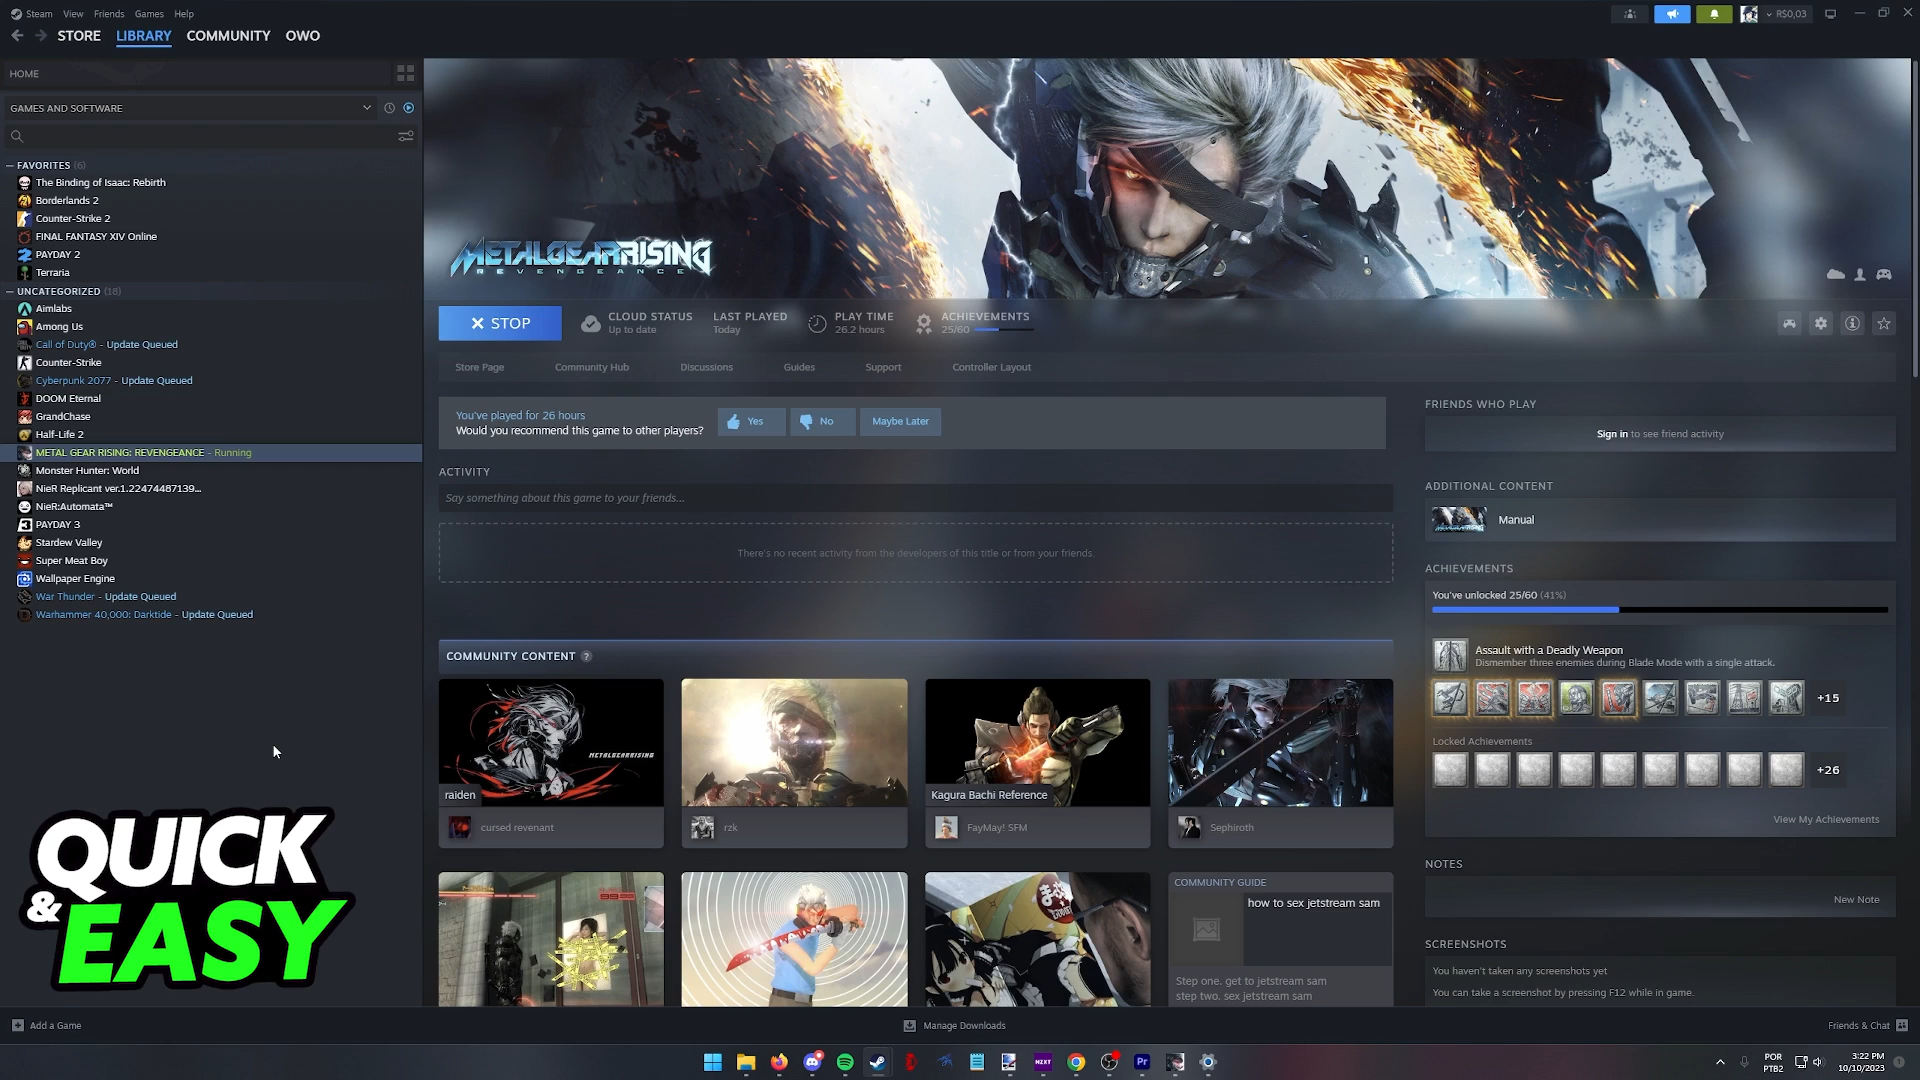 Steam View Friends Games Help
R$0,03
STORE LIBRARY COMMUNITY OWO
HOME
GAMES AND SOFTWARE
— FAVORITES (6)
The Binding of Isaac: Rebirth
Borderlands 2
Counter-Strike 2
FINAL FANTASY XIV Online
PAYDAY 2
Terraria
— UNCATEGORIZED (18)
Aimlabs
Among Us
Call of Duty® - Update Queued
Counter-Strike
Cyberpunk 2077 - Update Queued
DOOM Eternal
GrandChase
Half-Life 2
METAL GEAR RISING: REVENGEANCE - Running
Monster Hunter: World
NieR Replicant ver.1.22474487139...
NieR:Automata™
PAYDAY 3
Stardew Valley
Super Meat Boy
Wallpaper Engine
War Thunder - Update Queued
Warhammer 40,000: Darktide - Update Queued
QUICK
& EASY
METAL GEAR RISING
REVENGEANCE
STOP
CLOUD STATUS
Up to date
LAST PLAYED
Today
PLAY TIME
26.2 hours
ACHIEVEMENTS
25/60
Store Page Community Hub Discussions Guides Support Controller Layout
You've played for 26 hours
Would you recommend this game to other players?
Yes No Maybe Later
ACTIVITY
Say something about this game to your friends...
There's no recent activity from the developers of this title or from your friends.
COMMUNITY CONTENT ?
METALGEARRISING
raiden
cursed revenant
rzk
Kagura Bachi Reference
FayMay! SFM
Sephiroth
COMMUNITY GUIDE
how to sex jetstream sam
Step one. get to jetstream sam
step two. sex jetstream sam
FRIENDS WHO PLAY
Sign in to see friend activity
ADDITIONAL CONTENT
Manual
ACHIEVEMENTS
You've unlocked 25/60 (41%)
Assault with a Deadly Weapon
Dismember three enemies during Blade Mode with a single attack.
+15
Locked Achievements
+26
View My Achievements
NOTES
New Note
SCREENSHOTS
You haven't taken any screenshots yet
You can take a screenshot by pressing F12 while in game.
Add a Game
Manage Downloads
Friends & Chat
NZXT
Pr
POR
PTB2
3:22 PM
10/10/2023